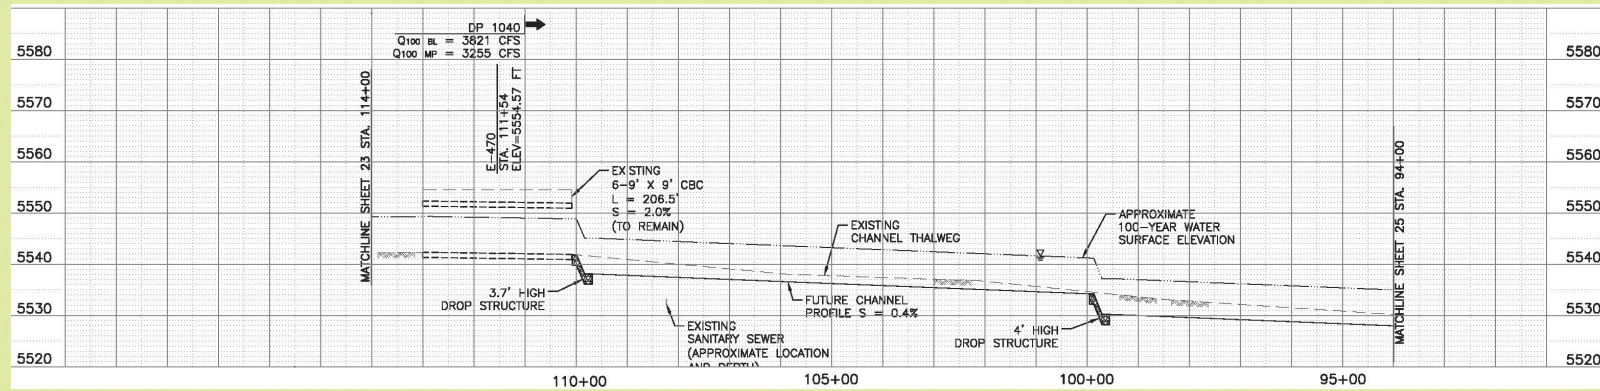 DP 1040
Q100 BL = 3821 CFS
Q100 MP = 3255 CFS
5580
5580
5570
5570
5560
5560
5550
5550
5540
5540
5530
5530
5520
5520
MATCHLINE SHEET 23 STA. 114+00
E-470
STA. 111+54
ELEV=5554.57 FT
EXISTING
6-9' X 9' CBC
L = 206.5'
S = 2.0%
(TO REMAIN)
EXISTING
CHANNEL THALWEG
APPROXIMATE
100-YEAR WATER
SURFACE ELEVATION
MATCHLINE SHEET 25 STA. 94+00
3.7' HIGH
DROP STRUCTURE
FUTURE CHANNEL
PROFILE S = 0.4%
EXISTING
SANITARY SEWER
(APPROXIMATE LOCATION
AND DEPTH)
4' HIGH
DROP STRUCTURE
110+00
105+00
100+00
95+00